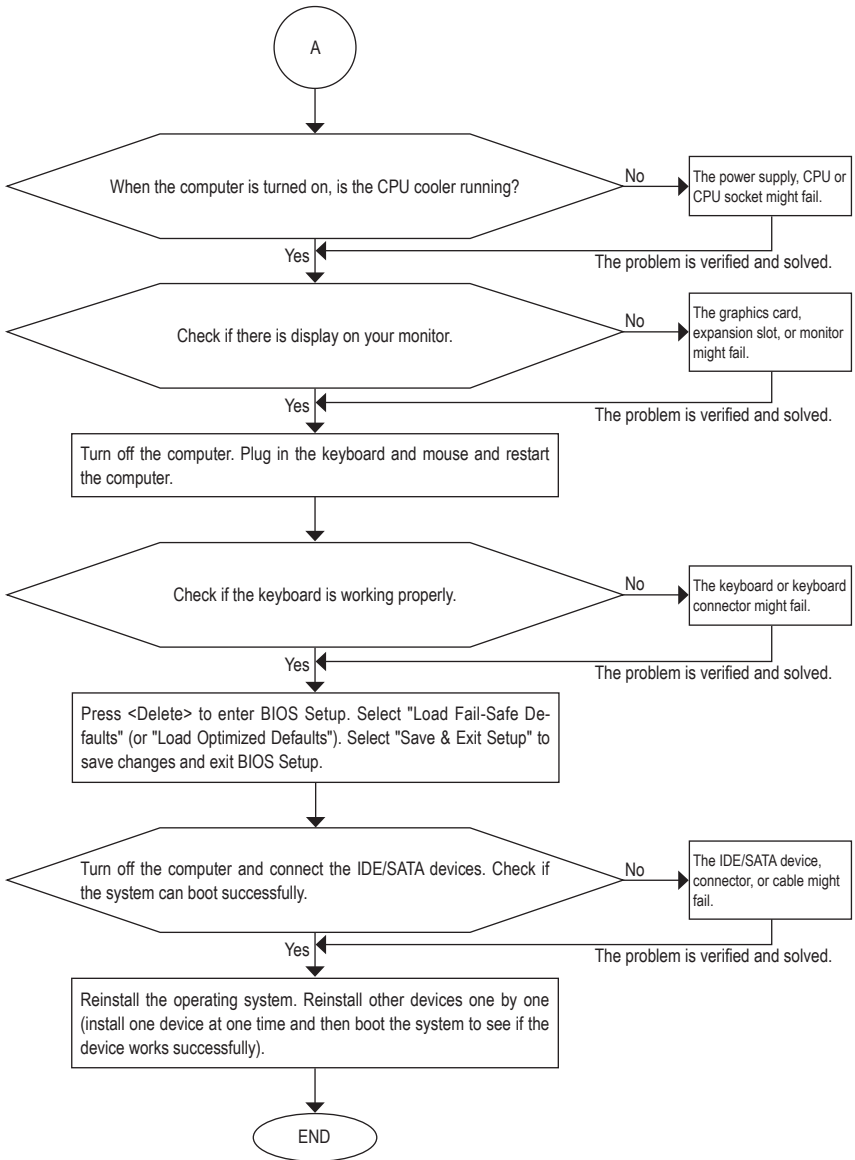 A
When the computer is turned on, is the CPU cooler running?
No
The power supply, CPU or
CPU socket might fail.
Yes
The problem is verified and solved.
Check if there is display on your monitor.
No
The graphics card,
expansion slot, or monitor
might fail.
Yes
The problem is verified and solved.
Turn off the computer. Plug in the keyboard and mouse and restart
the computer.
Check if the keyboard is working properly.
No
The keyboard or keyboard
connector might fail.
Yes
The problem is verified and solved.
Press <Delete> to enter BIOS Setup. Select "Load Fail-Safe De-
faults" (or "Load Optimized Defaults"). Select "Save & Exit Setup" to
save changes and exit BIOS Setup.
Turn off the computer and connect the IDE/SATA devices. Check if
the system can boot successfully.
No
The IDE/SATA device,
connector, or cable might
fail.
Yes
The problem is verified and solved.
Reinstall the operating system. Reinstall other devices one by one
(install one device at one time and then boot the system to see if the
device works successfully).
END